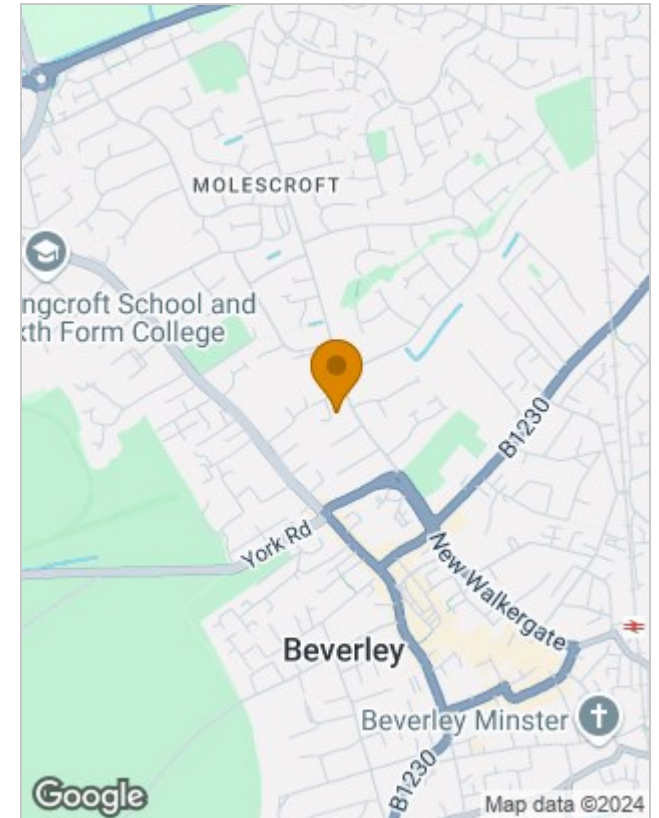 MOLESCROFT
ngcroft School and
xth Form College
B1230
York Rd
New Walkergate
Beverley
Beverley Minster
B1230
Google
Map data ©2024